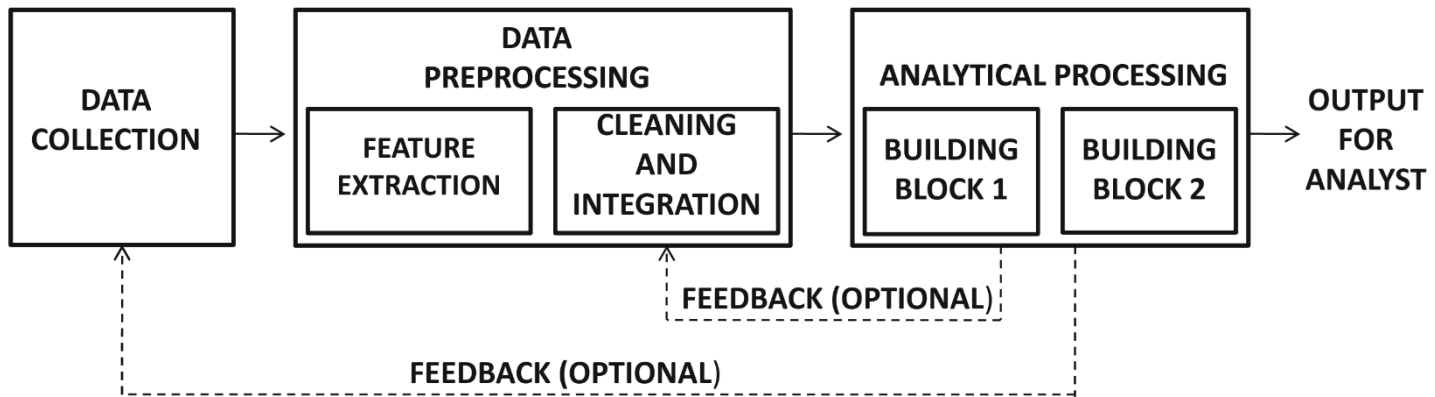 DATA
COLLECTION
DATA
PREPROCESSING
FEATURE
EXTRACTION
CLEANING
AND
INTEGRATION
ANALYTICAL PROCESSING
BUILDING
BLOCK 1
BUILDING
BLOCK 2
OUTPUT
FOR
ANALYST
FEEDBACK (OPTIONAL)
FEEDBACK (OPTIONAL)